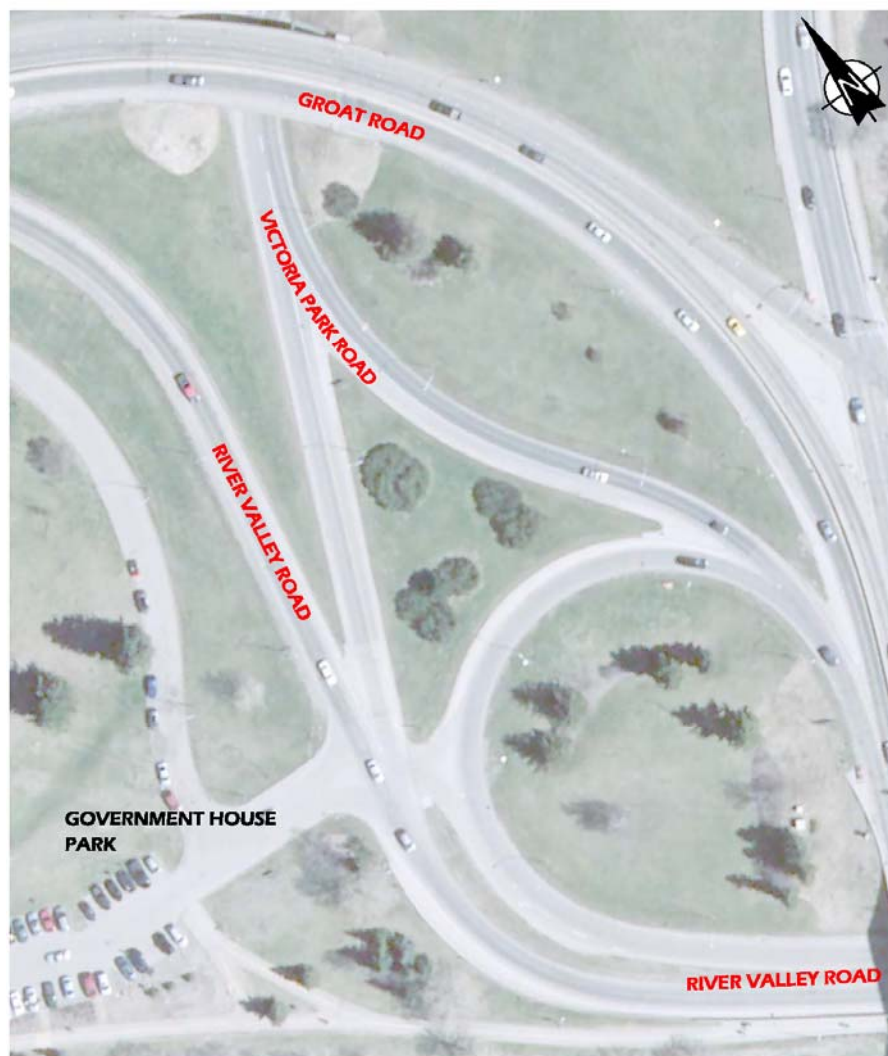 GROAT ROAD
N
VICTORIA PARK ROAD
RIVER VALLEY ROAD
GOVERNMENT HOUSE
PARK
RIVER VALLEY ROAD